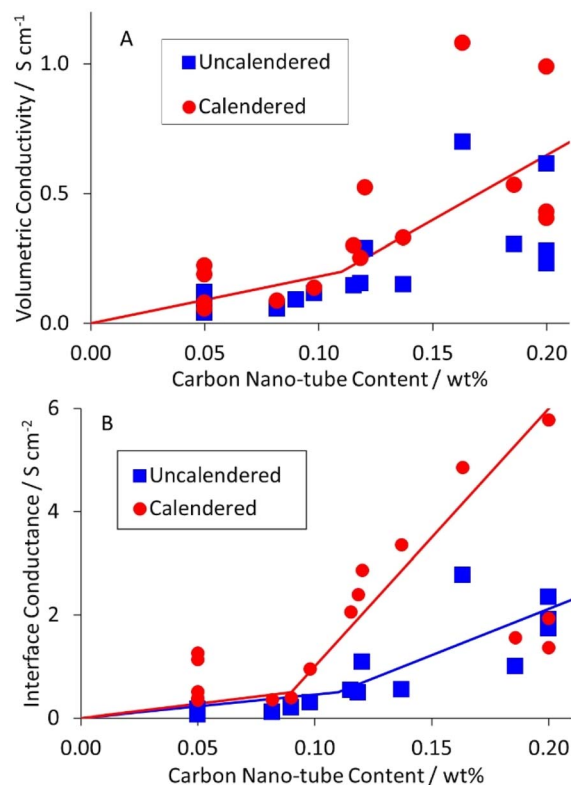 A
Volumetric Conductivity / S cm⁻¹
1.0
0.5
0.0
Uncalendered
Calendered
0.00 0.05 0.10 0.15 0.20
Carbon Nano-tube Content / wt%
B
Interface Conductance / S cm⁻²
6
4
2
0
Uncalendered
Calendered
0.00 0.05 0.10 0.15 0.20
Carbon Nano-tube Content / wt%